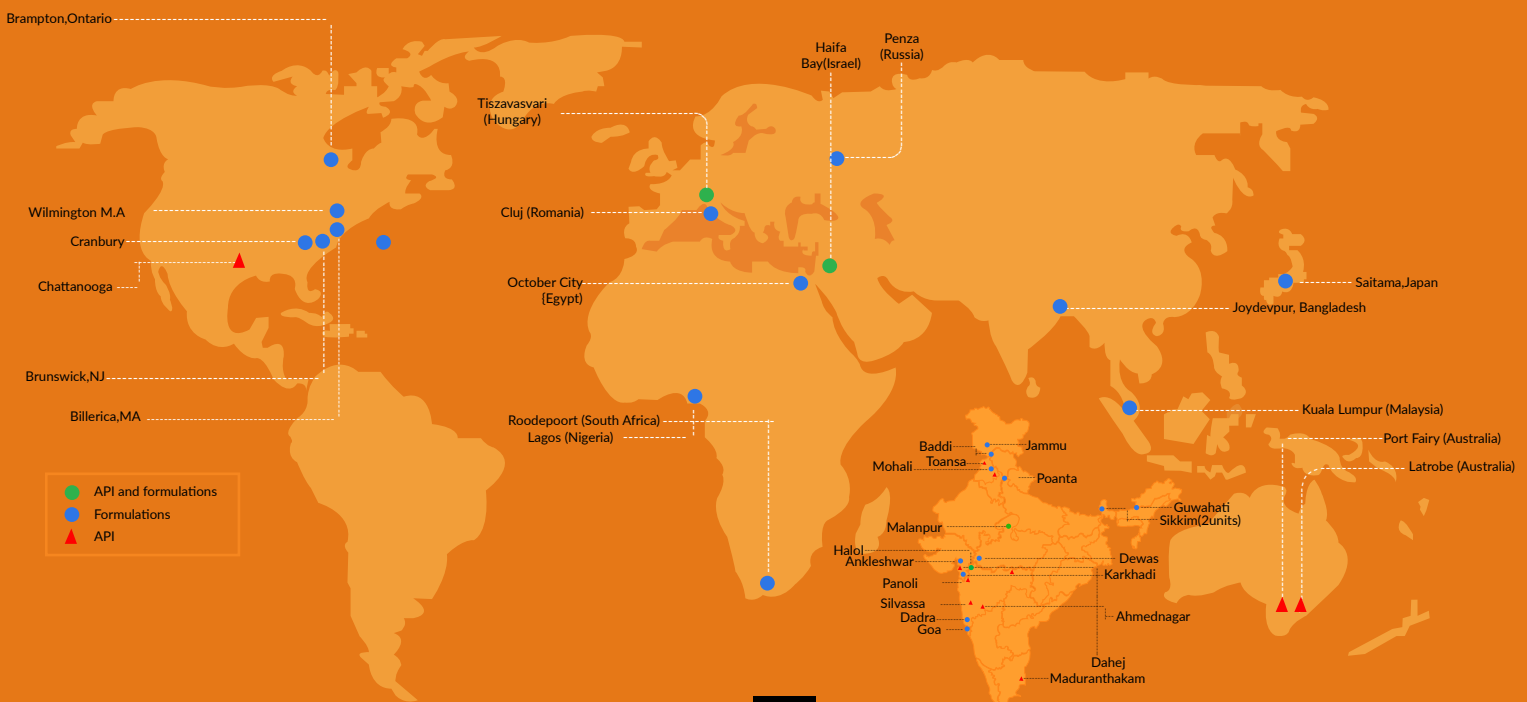 Brampton,Ontario
Haifa
Bay(Israel)
Penza
(Russia)
Tiszavasvari
(Hungary)
Wilmington M.A
Cluj (Romania)
Cranbury
Chattanooga
October City
{Egypt)
Saitama,Japan
Joydevpur, Bangladesh
Brunswick,NJ
Billerica,MA
Roodepoort (South Africa)
Lagos (Nigeria)
Kuala Lumpur (Malaysia)
Port Fairy (Australia)
Latrobe (Australia)
API and formulations
Formulations
API
Baddi
Jammu
Toansa
Mohali
Poanta
Guwahati
Sikkim(2units)
Malanpur
Halol
Ankleshwar
Dewas
Karkhadi
Panoli
Silvassa
Dadra
Goa
Ahmednagar
Dahej
Maduranthakam